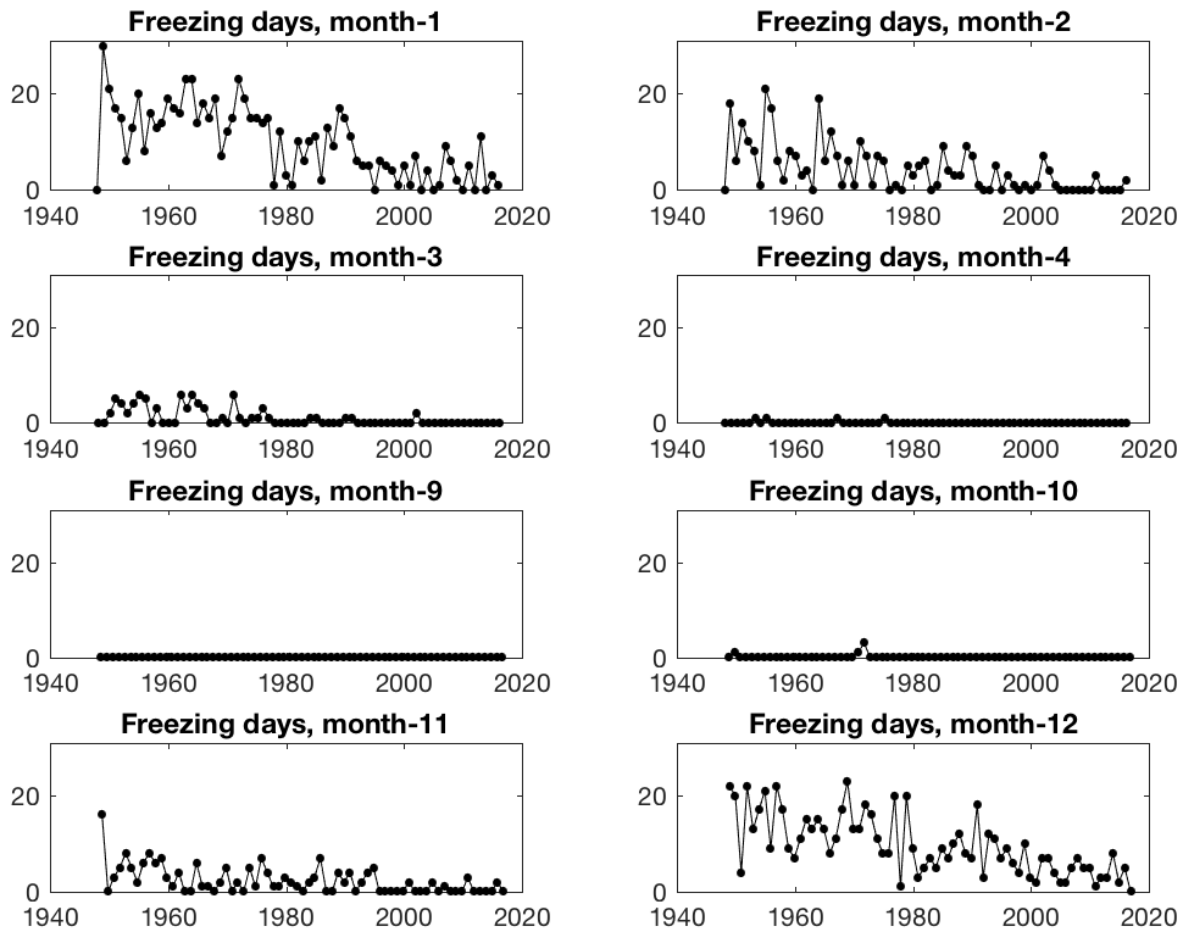 Freezing days, month-1
20
0
1940 1960 1980 2000 2020
Freezing days, month-2
20
0
1940 1960 1980 2000 2020
Freezing days, month-3
20
0
1940 1960 1980 2000 2020
Freezing days, month-4
20
0
1940 1960 1980 2000 2020
Freezing days, month-9
20
0
1940 1960 1980 2000 2020
Freezing days, month-10
20
0
1940 1960 1980 2000 2020
Freezing days, month-11
20
0
1940 1960 1980 2000 2020
Freezing days, month-12
20
0
1940 1960 1980 2000 2020